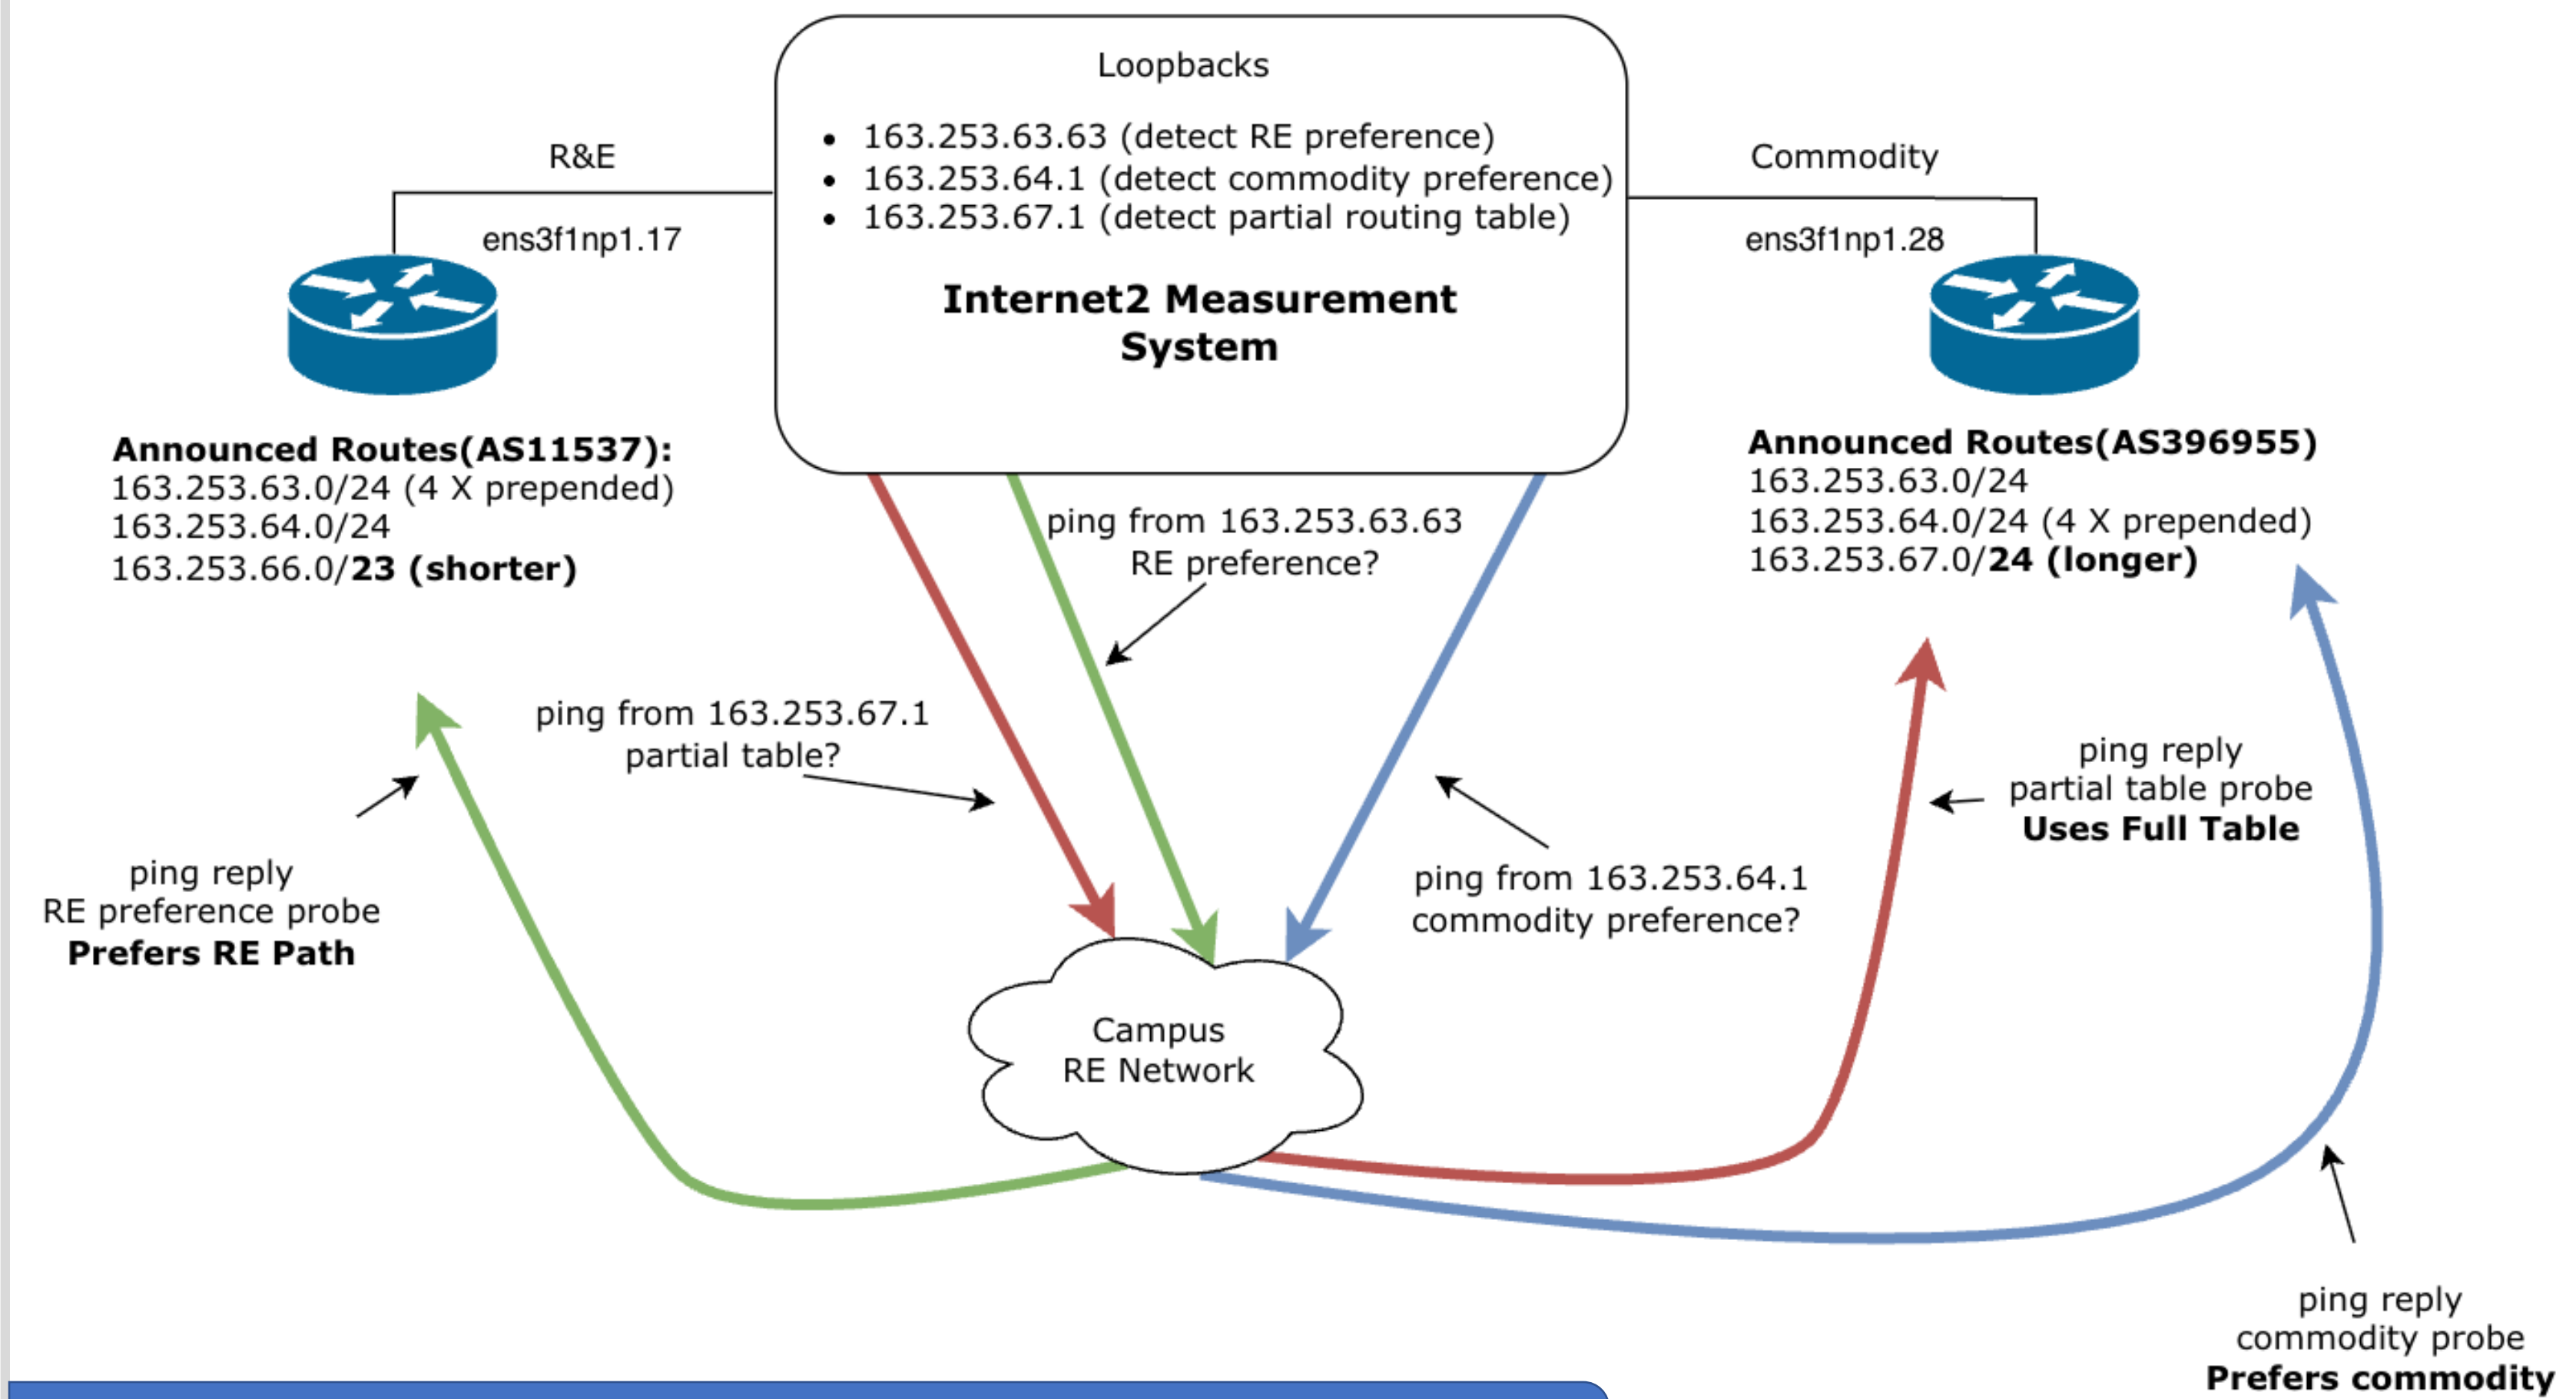 Loopbacks
• 163.253.63.63 (detect RE preference)
• 163.253.64.1 (detect commodity preference)
• 163.253.67.1 (detect partial routing table)
Internet2 Measurement
System
R&E
ens3f1np1.17
Commodity
ens3f1np1.28
Announced Routes(AS11537):
163.253.63.0/24 (4 X prepended)
163.253.64.0/24
163.253.66.0/23 (shorter)
Announced Routes(AS396955)
163.253.63.0/24
163.253.64.0/24 (4 X prepended)
163.253.67.0/24 (longer)
ping from 163.253.63.63
RE preference?
ping from 163.253.67.1
partial table?
ping from 163.253.64.1
commodity preference?
ping reply
partial table probe
Uses Full Table
ping reply
RE preference probe
Prefers RE Path
Campus
RE Network
ping reply
commodity probe
Prefers commodity